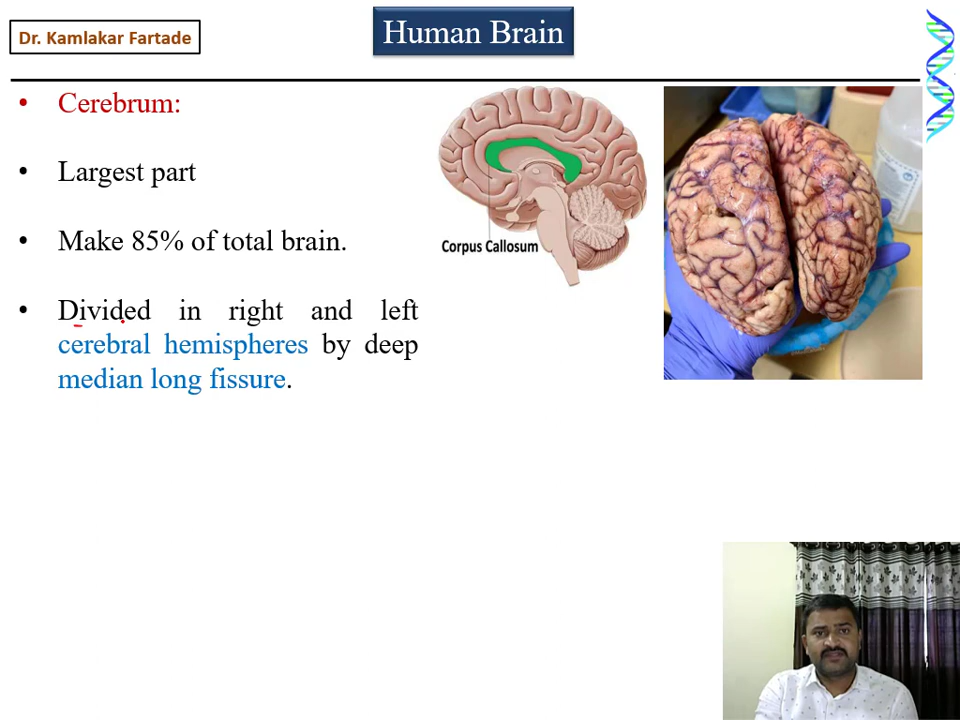 Dr. Kamlakar Fartade
Human Brain
• Cerebrum:
• Largest part
• Make 85% of total brain.
• Divided in right and left
cerebral hemispheres by deep
median long fissure.
Corpus Callosum